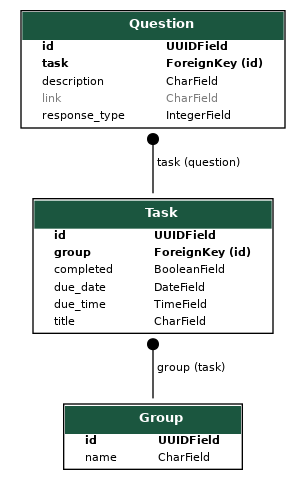 Question
id UUIDField
task ForeignKey (id)
description CharField
link CharField
response_type IntegerField
task (question)
Task
id UUIDField
group ForeignKey (id)
completed BooleanField
due_date DateField
due_time TimeField
title CharField
group (task)
Group
id UUIDField
name CharField